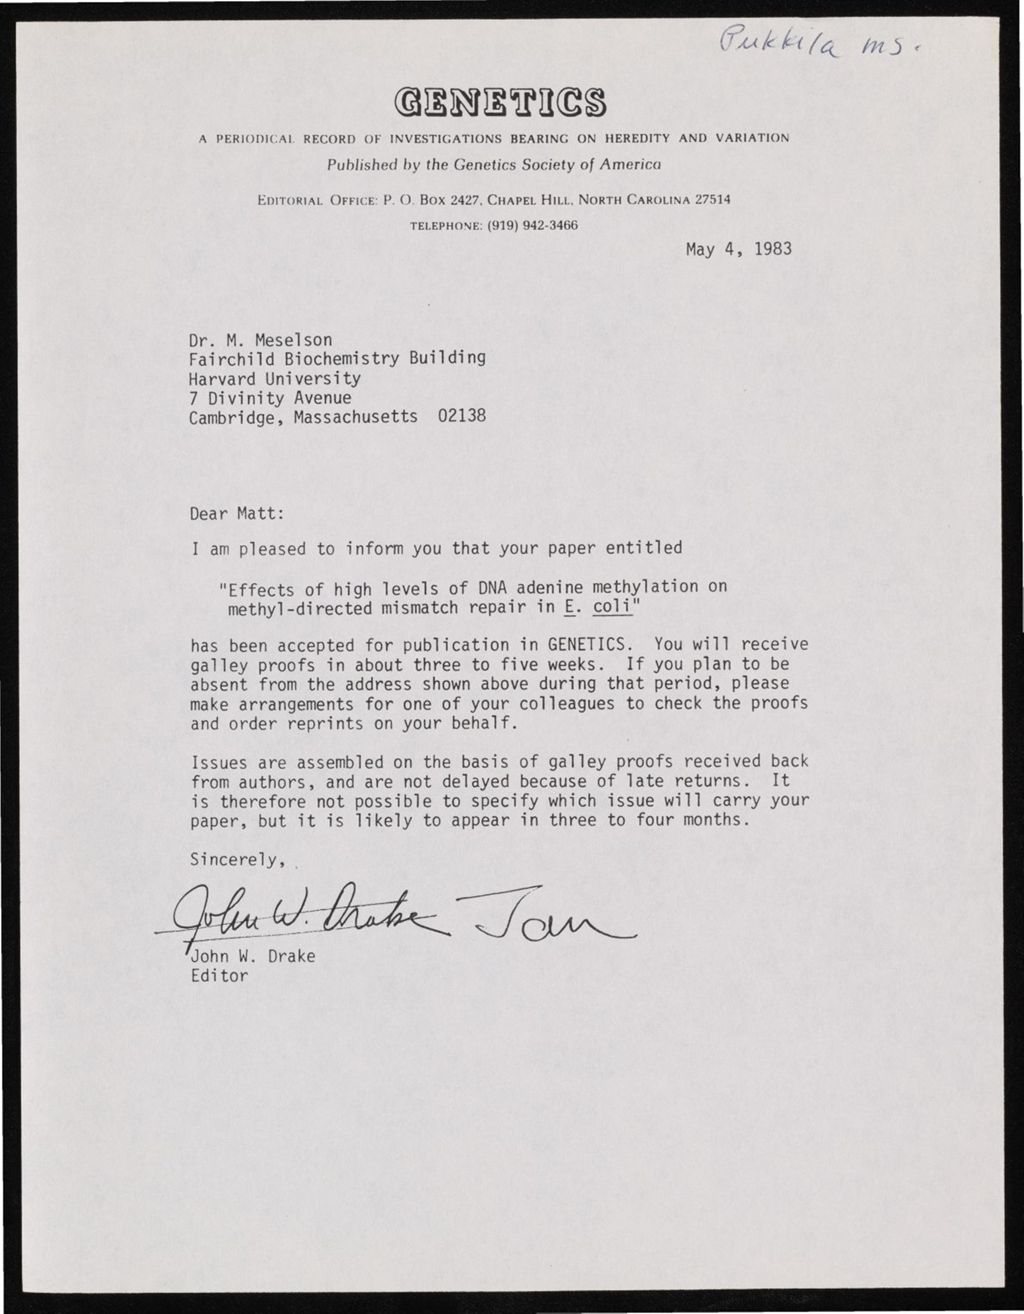 Pukkila ms.
GENETICS
A PERIODICAL RECORD OF INVESTIGATIONS BEARING ON HEREDITY AND VARIATION
Published by the Genetics Society of America
EDITORIAL OFFICE: P. O. BOX 2427, CHAPEL HILL, NORTH CAROLINA 27514
TELEPHONE: (919) 942-3466
May 4, 1983
Dr. M. Meselson
Fairchild Biochemistry Building
Harvard University
7 Divinity Avenue
Cambridge, Massachusetts 02138
Dear Matt:
I am pleased to inform you that your paper entitled
"Effects of high levels of DNA adenine methylation on
methyl-directed mismatch repair in E. coli"
has been accepted for publication in GENETICS. You will receive
galley proofs in about three to five weeks. If you plan to be
absent from the address shown above during that period, please
make arrangements for one of your colleagues to check the proofs
and order reprints on your behalf.
Issues are assembled on the basis of galley proofs received back
from authors, and are not delayed because of late returns. It
is therefore not possible to specify which issue will carry your
paper, but it is likely to appear in three to four months.
Sincerely,
John W. Drake Jan
John W. Drake
Editor